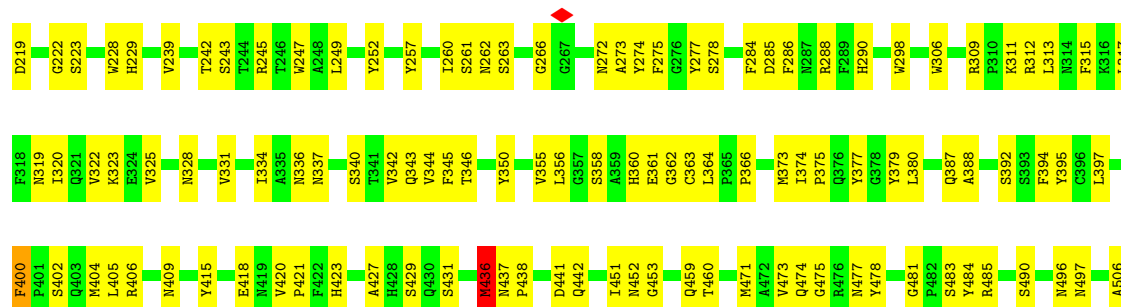 D219 G222 S223 W228 H229 V239 T242 S243 T244 R245 T246 W247 A248 L249 Y252 Y257 I260 S261 N262 S263 G266 G267 N272 A273 Y274 F275 G276 Y277 S278 F284 D285 F286 N287 R288 F289 H290 W298 W306 R309 P310 K311 R312 L313 N314 F315 K316
F318 N319 I320 Q321 V322 K323 E324 V325 N328 V331 I334 A335 N336 N337 S340 T341 V342 Q343 V344 F345 T346 Y350 V355 L356 G357 S358 A359 H360 E361 G362 C363 L364 P365 P366 M373 I374 P375 Q376 Y377 G378 Y379 L380 Q387 A388 S392 S393 F394 Y395 C396 L397
F400 P401 S402 Q403 M404 L405 R406 N409 Y415 E418 N419 V420 P421 F422 H423 A427 H428 S429 Q430 S431 M436 N437 P438 D441 Q442 I451 N452 G453 Q459 T460 M471 A472 V473 Q474 G475 R476 N477 Y478 G481 P482 S483 Y484 R485 S490 N496 N497 A506